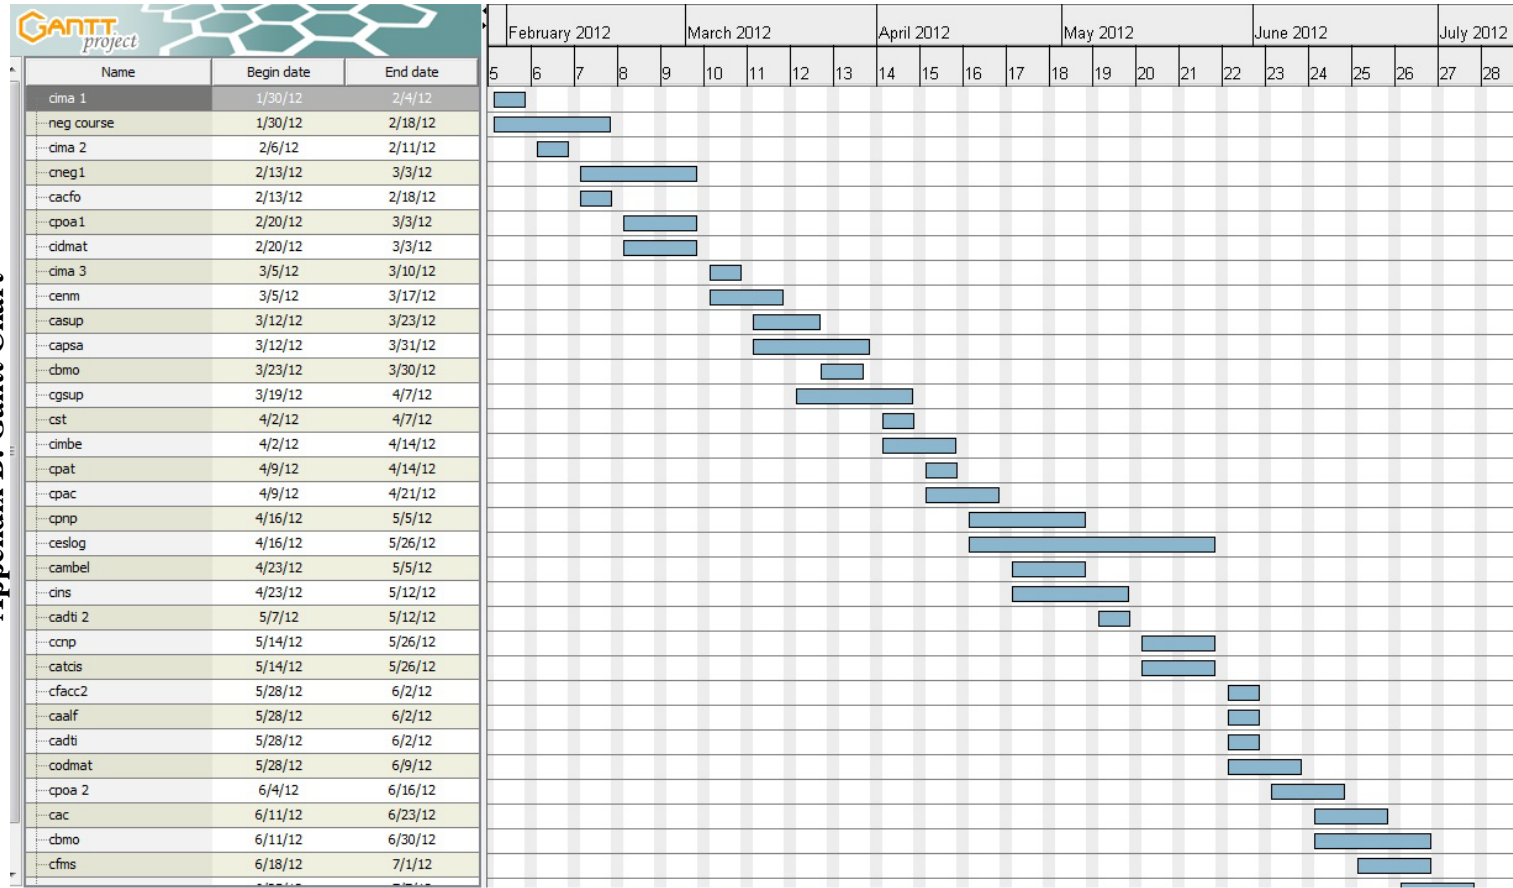 GANTT project
February 2012 March 2012 April 2012 May 2012 June 2012 July 2012
Name Begin date End date 5 6 7 8 9 10 11 12 13 14 15 16 17 18 19 20 21 22 23 24 25 26 27 28
cima 1 1/30/12 2/4/12
neg course 1/30/12 2/18/12
cima 2 2/6/12 2/11/12
cneg1 2/13/12 3/3/12
cacfo 2/13/12 2/18/12
cpoa1 2/20/12 3/3/12
cidmat 2/20/12 3/3/12
cima 3 3/5/12 3/10/12
cenm 3/5/12 3/17/12
casup 3/12/12 3/23/12
capsa 3/12/12 3/31/12
cbmo 3/23/12 3/30/12
cgsup 3/19/12 4/7/12
cst 4/2/12 4/7/12
cimbe 4/2/12 4/14/12
cpat 4/9/12 4/14/12
cpac 4/9/12 4/21/12
cpnp 4/16/12 5/5/12
ceslog 4/16/12 5/26/12
cambel 4/23/12 5/5/12
cins 4/23/12 5/12/12
cadti 2 5/7/12 5/12/12
ccnp 5/14/12 5/26/12
catcis 5/14/12 5/26/12
cfacc2 5/28/12 6/2/12
caalf 5/28/12 6/2/12
cadti 5/28/12 6/2/12
codmat 5/28/12 6/9/12
cpoa 2 6/4/12 6/16/12
cac 6/11/12 6/23/12
cbmo 6/11/12 6/30/12
cfms 6/18/12 7/1/12